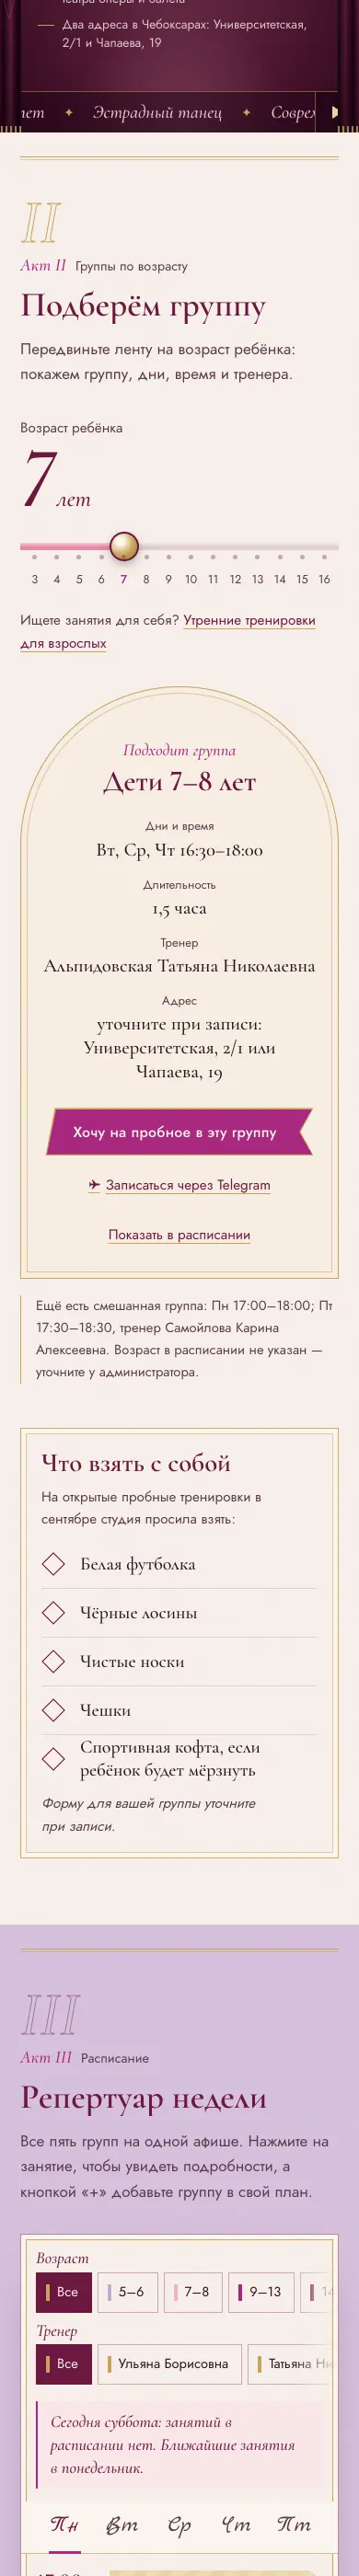 Два адреса в Чебоксарах: Университетская,
2/1 и Чапаева, 19
Эстрадный танец
II
Акт II Группы по возрасту
Подберём группу
Передвиньте ленту на возраст ребёнка:
покажем группу, дни, время и тренера.
Возраст ребёнка
7 лет
3 4 5 6 7 8 9 10 11 12 13 14 15 16
Ищете занятия для себя? Утренние тренировки
для взрослых
Подходит группа
Дети 7–8 лет
Дни и время
Вт, Ср, Чт 16:30–18:00
Длительность
1,5 часа
Тренер
Альпидовская Татьяна Николаевна
Адрес
уточните при записи:
Университетская, 2/1 или
Чапаева, 19
Хочу на пробное в эту группу
Записаться через Telegram
Показать в расписании
Ещё есть смешанная группа: Пн 17:00–18:00; Пт
17:30–18:30, тренер Самойлова Карина
Алексеевна. Возраст в расписании не указан —
уточните у администратора.
Что взять с собой
На открытые пробные тренировки в
сентябре студия просила взять:
Белая футболка
Чёрные лосины
Чистые носки
Чешки
Спортивная кофта, если
ребёнок будет мёрзнуть
Форму для вашей группы уточните
при записи.
III
Акт III Расписание
Репертуар недели
Все пять групп на одной афише. Нажмите на
занятие, чтобы увидеть подробности, а
кнопкой «+» добавьте группу в свой план.
Возраст
Все 5–6 7–8 9–13
Тренер
Все Ульяна Борисовна Татьяна
Сегодня суббота: занятий в
расписании нет. Ближайшие занятия
в понедельник.
Пн Вт Ср Чт Пт